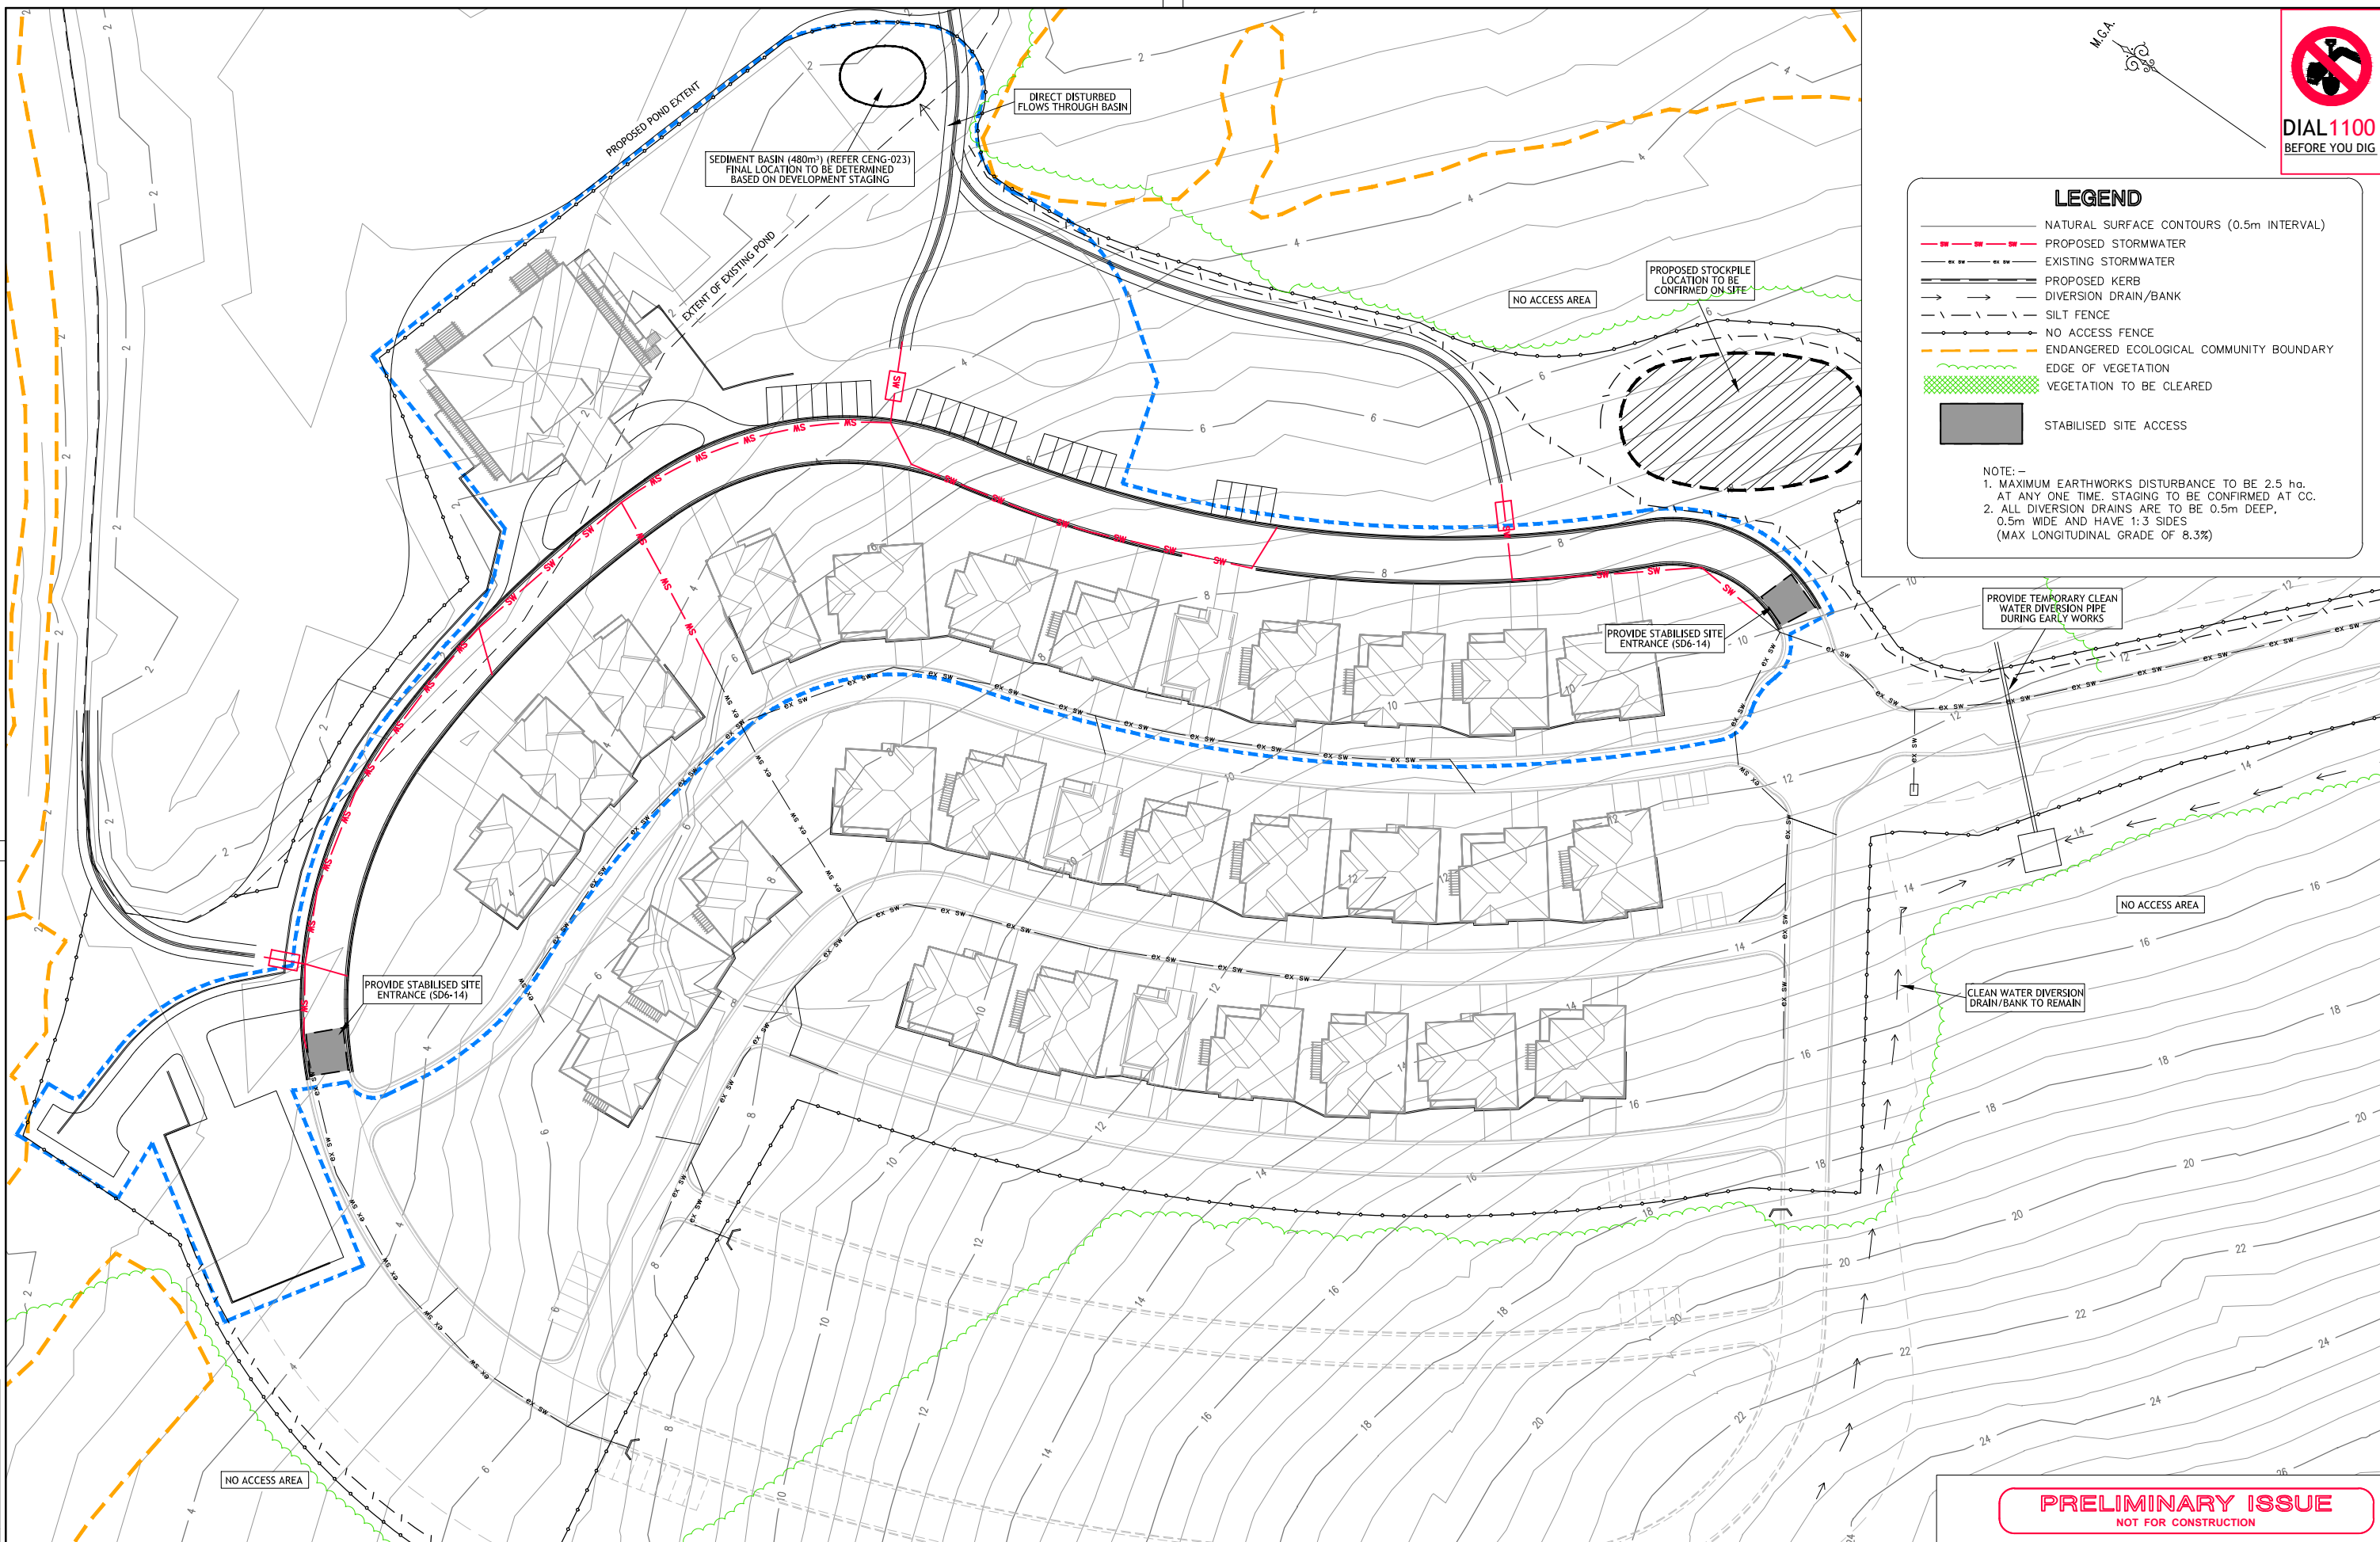 M.G.A.
DIAL1100
BEFORE YOU DIG
LEGEND
NATURAL SURFACE CONTOURS (0.5m INTERVAL)
SW SW SW PROPOSED STORMWATER
ex sw ex sw EXISTING STORMWATER
PROPOSED KERB
DIVERSION DRAIN/BANK
SILT FENCE
NO ACCESS FENCE
ENDANGERED ECOLOGICAL COMMUNITY BOUNDARY
EDGE OF VEGETATION
VEGETATION TO BE CLEARED
STABILISED SITE ACCESS
NOTE: –
1. MAXIMUM EARTHWORKS DISTURBANCE TO BE 2.5 ha.
AT ANY ONE TIME. STAGING TO BE CONFIRMED AT CC.
2. ALL DIVERSION DRAINS ARE TO BE 0.5m DEEP,
0.5m WIDE AND HAVE 1:3 SIDES
(MAX LONGITUDINAL GRADE OF 8.3%)
PROPOSED POND EXTENT
DIRECT DISTURBED
FLOWS THROUGH BASIN
SEDIMENT BASIN (480m³) (REFER CENG-023)
FINAL LOCATION TO BE DETERMINED
BASED ON DEVELOPMENT STAGING
EXTENT OF EXISTING POND
NO ACCESS AREA
PROPOSED STOCKPILE
LOCATION TO BE
CONFIRMED ON SITE
PROVIDE TEMPORARY CLEAN
WATER DIVERSION PIPE
DURING EARLY WORKS
PROVIDE STABILISED SITE
ENTRANCE (SD6-14)
NO ACCESS AREA
CLEAN WATER DIVERSION
DRAIN/BANK TO REMAIN
PROVIDE STABILISED SITE
ENTRANCE (SD6-14)
NO ACCESS AREA
PRELIMINARY ISSUE
NOT FOR CONSTRUCTION